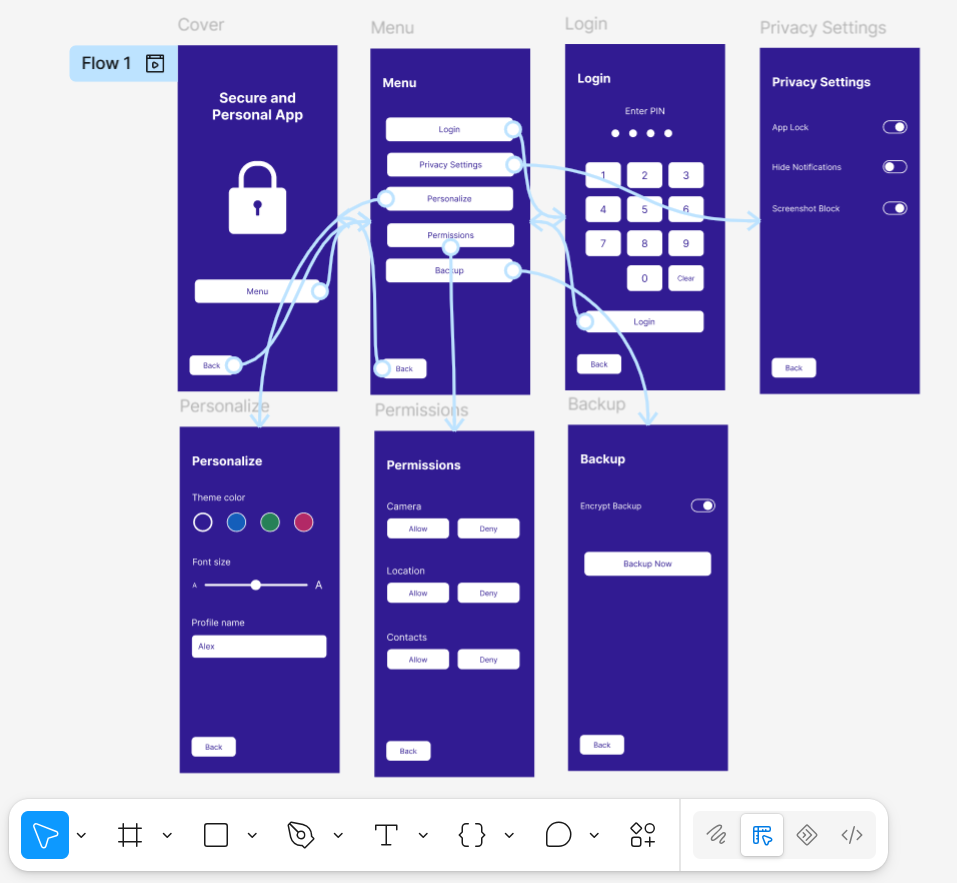 Cover
Menu
Login
Privacy Settings
Flow 1
Secure and
Personal App
Menu
Back
Menu
Login
Privacy Settings
Personalize
Permissions
Backup
Back
Login
Enter PIN
1 2 3
4 5 6
7 8 9
0 Clear
Login
Back
Privacy Settings
App Lock
Hide Notifications
Screenshot Block
Back
Personalize
Permissions
Backup
Personalize
Theme color
Font size
A A
Profile name
Alex
Back
Permissions
Camera
Allow Deny
Location
Allow Deny
Contacts
Allow Deny
Back
Backup
Encrypt Backup
Backup Now
Back